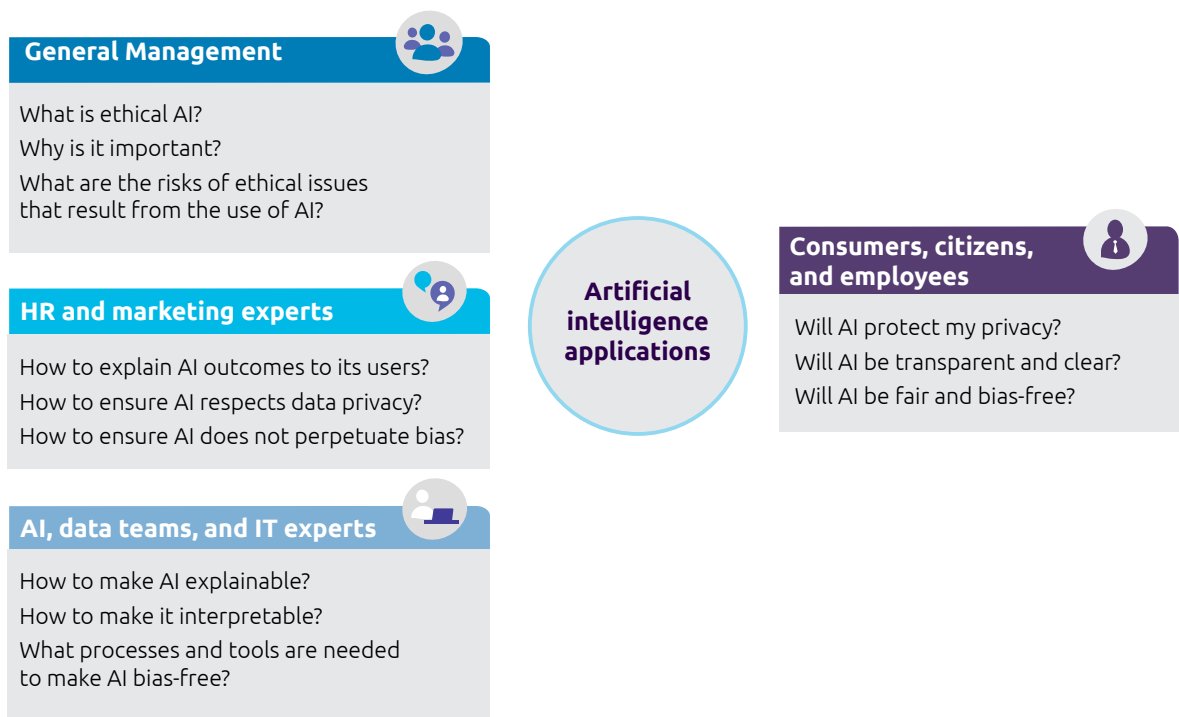 General Management
What is ethical AI?
Why is it important?
What are the risks of ethical issues
that result from the use of AI?
HR and marketing experts
How to explain AI outcomes to its users?
How to ensure AI respects data privacy?
How to ensure AI does not perpetuate bias?
AI, data teams, and IT experts
How to make AI explainable?
How to make it interpretable?
What processes and tools are needed
to make AI bias-free?
Artificial
intelligence
applications
Consumers, citizens,
and employees
Will AI protect my privacy?
Will AI be transparent and clear?
Will AI be fair and bias-free?